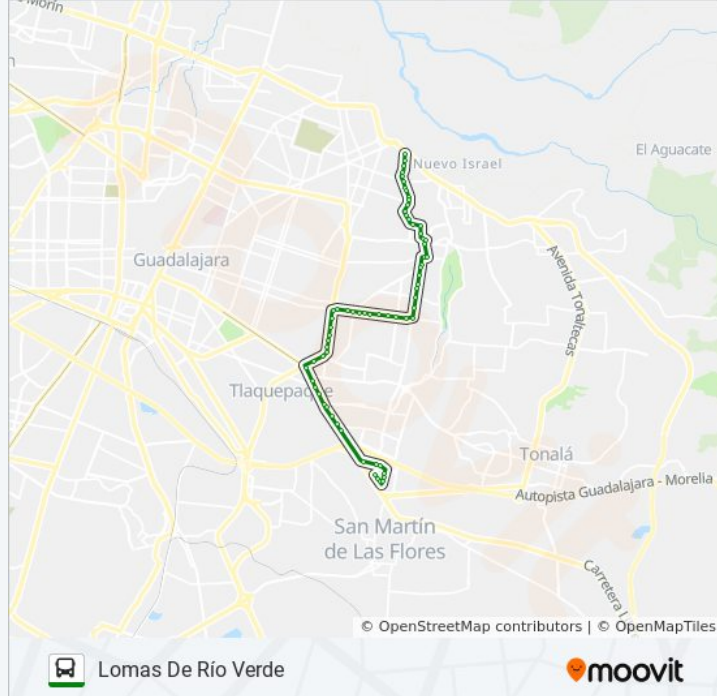 Morín
Nuevo Israel
El Aguacate
Guadalajara
Avenida Tonaltecas
Tlaquepaque
Tonalá
Autopista Guadalajara - Morelia
San Martín
de Las Flores
Carretera
© OpenStreetMap contributors | © OpenMapTiles
Lomas De Río Verde
moovit